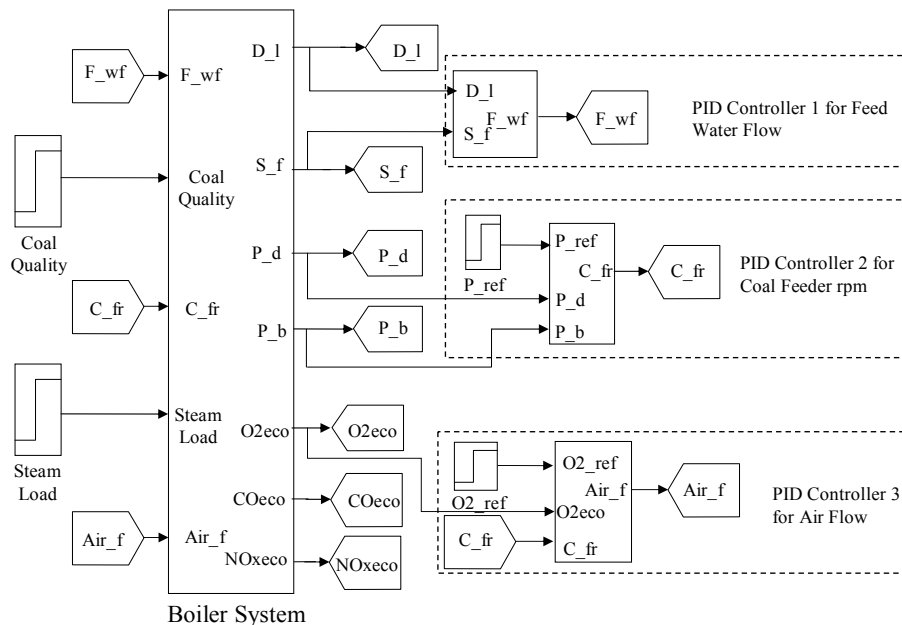 F_wf
Coal
Quality
C_fr
Steam
Load
Air_f
F_wf
Coal
Quality
C_fr
Steam
Load
Air_f
D_l
S_f
P_d
P_b
O2eco
COeco
NOxeco
Boiler System
D_l
S_f
P_d
P_b
O2eco
COeco
NOxeco
D_l
F_wf
S_f
F_wf
PID Controller 1 for Feed
Water Flow
P_ref
P_ref
C_fr
P_d
P_b
C_fr
PID Controller 2 for
Coal Feeder rpm
O2_ref
C_fr
O2_ref
Air_f
O2eco
C_fr
Air_f
PID Controller 3
for Air Flow